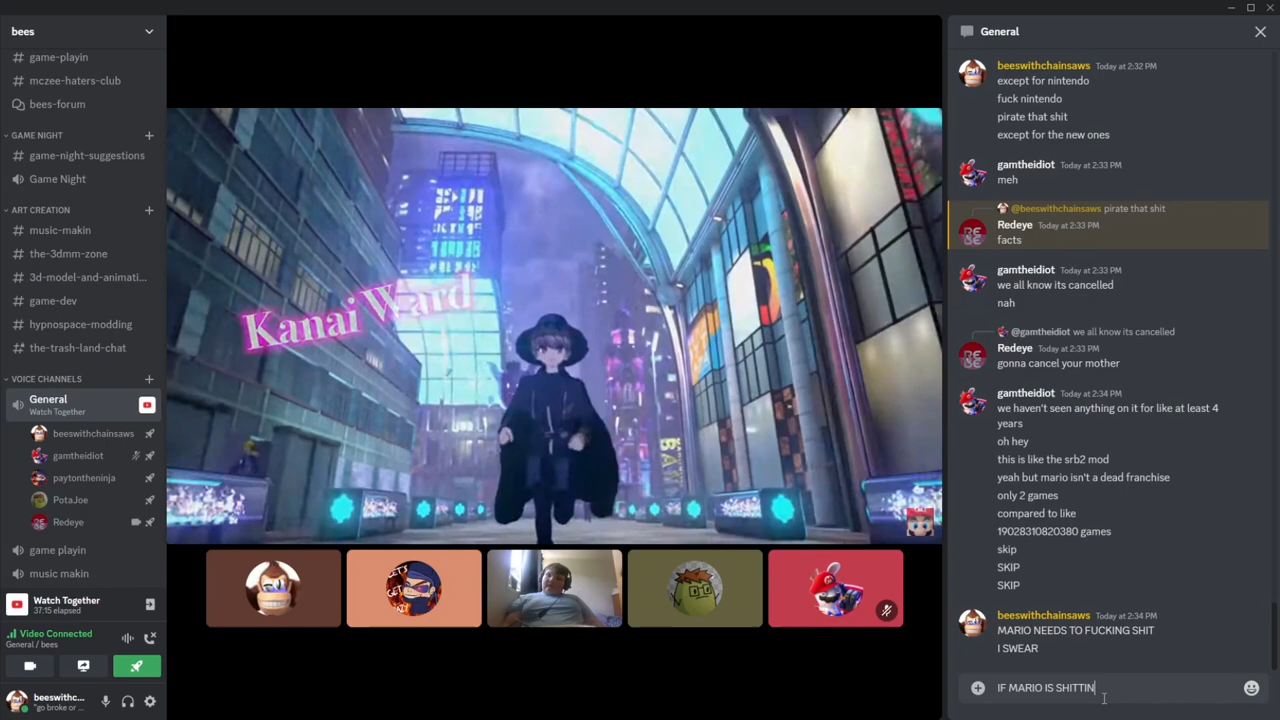 bees
game-playin
mczee-haters-club
bees-forum
GAME NIGHT
game-night-suggestions
Game Night
ART CREATION
music-makin
the-3dmm-zone
3d-model-and-animati...
game-dev
hypnospace-modding
the-trash-land-chat
VOICE CHANNELS
General
Watch Together
beeswithchainsaws
gamtheidiot
paytontheninja
PotaJoe
Redeye
game playin
music makin
Watch Together
37:15 elapsed
Video Connected
General / bees
beeswithc...
"go broke or ...
Kanai Ward
LET'S
GET
General
beeswithchainsaws Today at 2:32 PM
except for nintendo
fuck nintendo
pirate that shit
except for the new ones
gamtheidiot Today at 2:33 PM
meh
@beeswithchainsaws pirate that shit
Redeye Today at 2:33 PM
facts
gamtheidiot Today at 2:33 PM
we all know its cancelled
nah
@gamtheidiot we all know its cancelled
Redeye Today at 2:33 PM
gonna cancel your mother
gamtheidiot Today at 2:34 PM
we haven't seen anything on it for like at least 4
years
oh hey
this is like the srb2 mod
yeah but mario isn't a dead franchise
only 2 games
compared to like
19028310820380 games
skip
SKIP
SKIP
beeswithchainsaws Today at 2:34 PM
MARIO NEEDS TO FUCKING SHIT
I SWEAR
IF MARIO IS SHITTIN